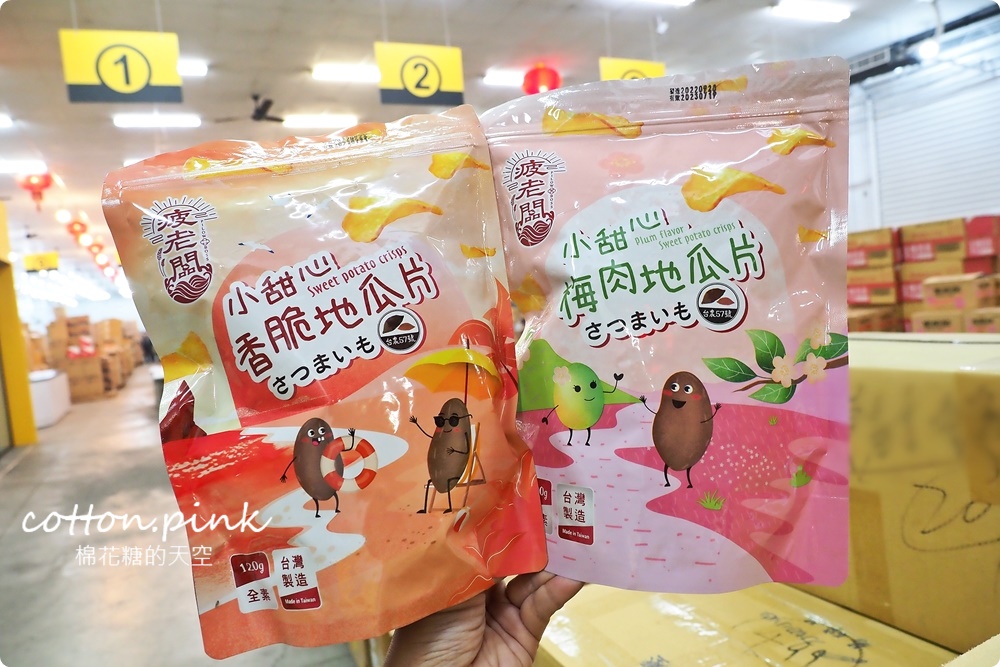 1
2
疲老闆
小甜心
Sweet potato crisps
香脆地瓜片
さつまいも
台農57號
120g
全素
台灣
製造
Made in Taiwan
20230719
疲老闆
小甜心
Plum Flavor
Sweet potato crisps
梅肉地瓜片
さつまいも
台農57號
台灣
製造
Made in Taiwan
cotton.pink
棉花糖的天空